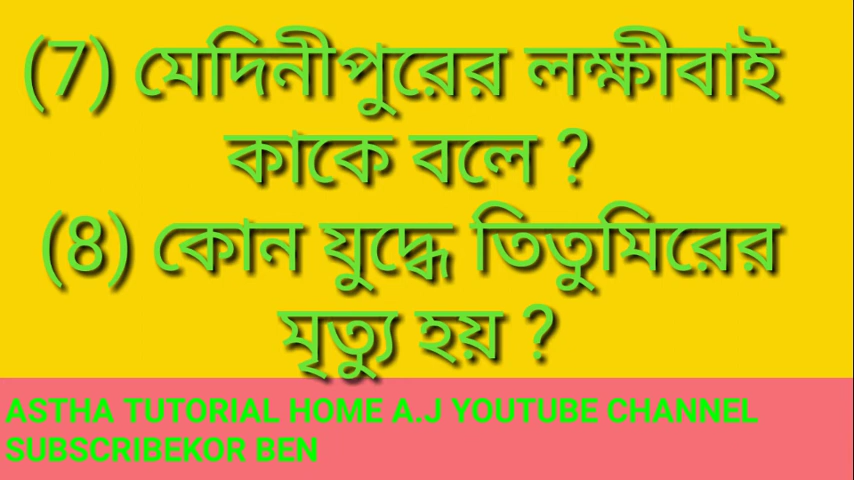 (7) মেদিনীপুরের লক্ষীবাই
কাকে বলে ?
(8) কোন যুদ্ধে তিতুমিরের
মৃত্যু হয় ?
ASTHA TUTORIAL HOME A.J YOUTUBE CHANNEL
SUBSCRIBEKOR BEN